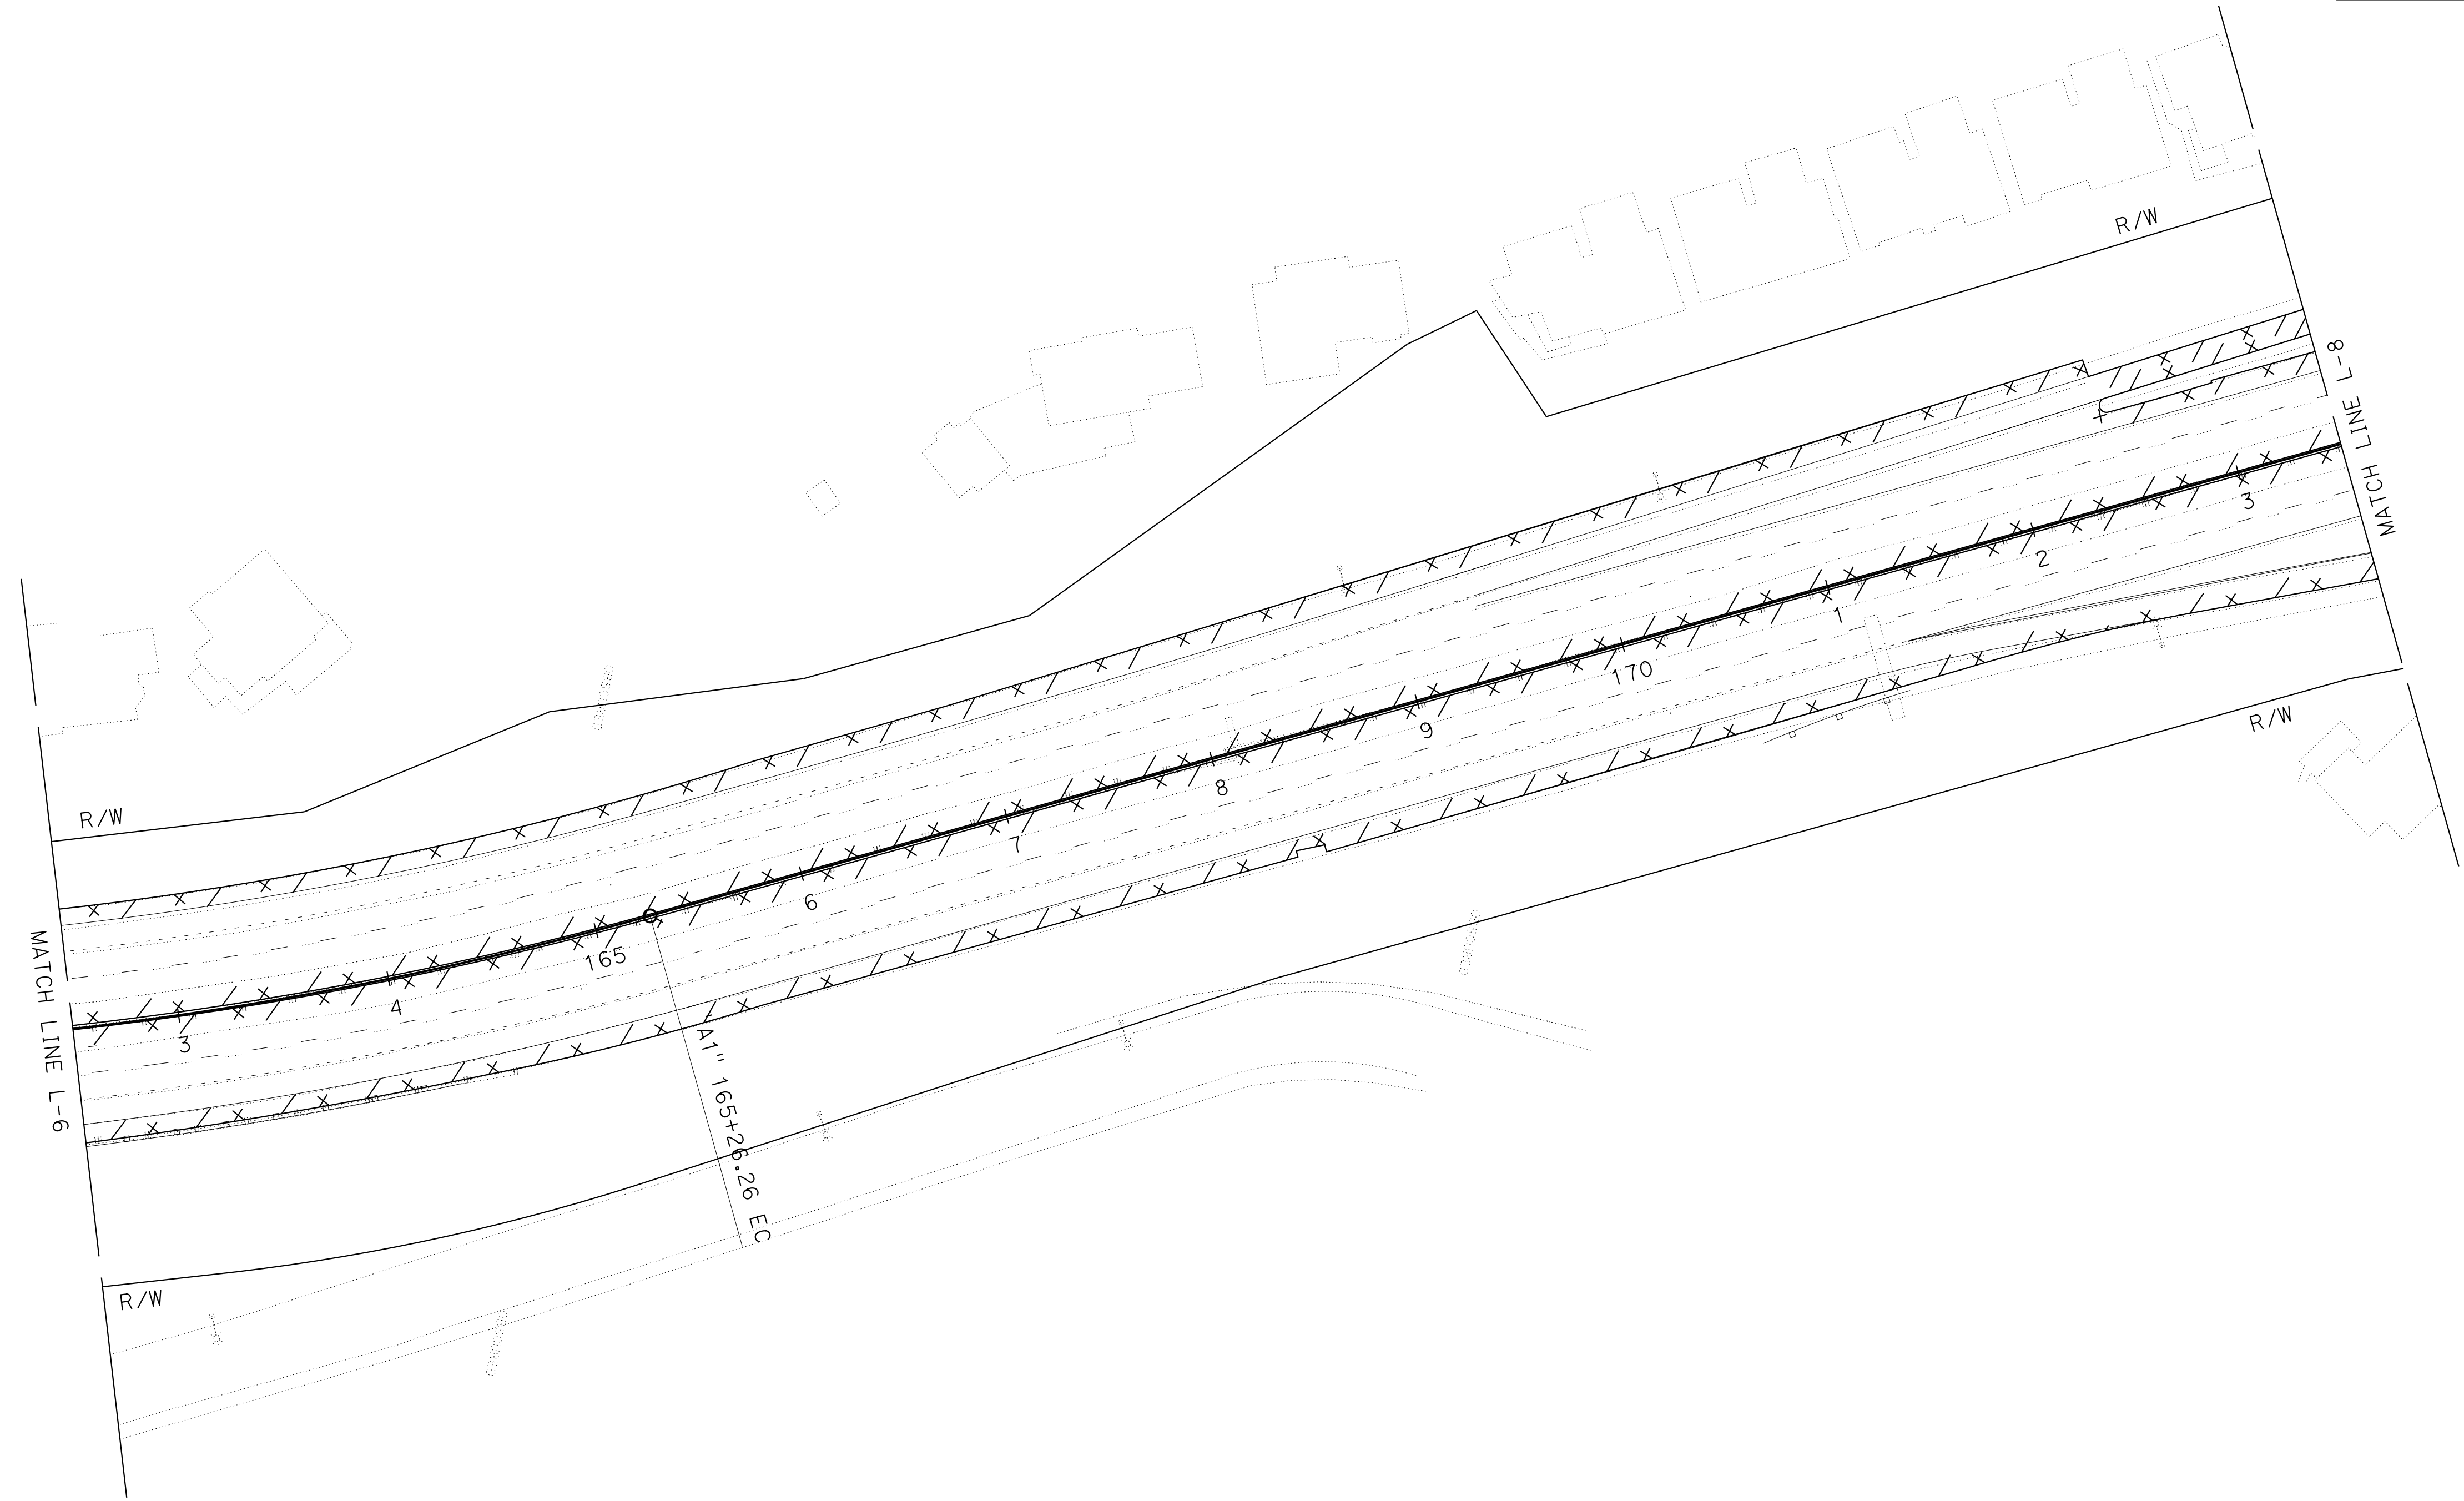 R/W
MATCH LINE L-8
3
2
1
170
9
8
7
6
165
4
3
R/W
R/W
MATCH LINE L-6
A1" 165+26.26 EC
R/W